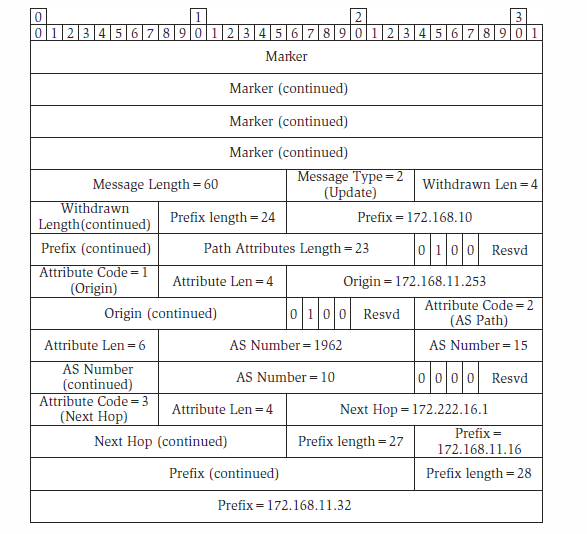 0 1 2 3
0 1 2 3 4 5 6 7 8 9 0 1 2 3 4 5 6 7 8 9 0 1 2 3 4 5 6 7 8 9 0 1
Marker
Marker (continued)
Marker (continued)
Marker (continued)
Message Length = 60 Message Type = 2 (Update) Withdrawn Len = 4
Withdrawn Length(continued) Prefix length = 24 Prefix = 172.168.10
Prefix (continued) Path Attributes Length = 23 0 1 0 0 Resvd
Attribute Code = 1 (Origin) Attribute Len = 4 Origin = 172.168.11.253
Origin (continued) 0 1 0 0 Resvd Attribute Code = 2 (AS Path)
Attribute Len = 6 AS Number = 1962 AS Number = 15
AS Number (continued) AS Number = 10 0 0 0 0 Resvd
Attribute Code = 3 (Next Hop) Attribute Len = 4 Next Hop = 172.222.16.1
Next Hop (continued) Prefix length = 27 Prefix = 172.168.11.16
Prefix (continued) Prefix length = 28
Prefix = 172.168.11.32